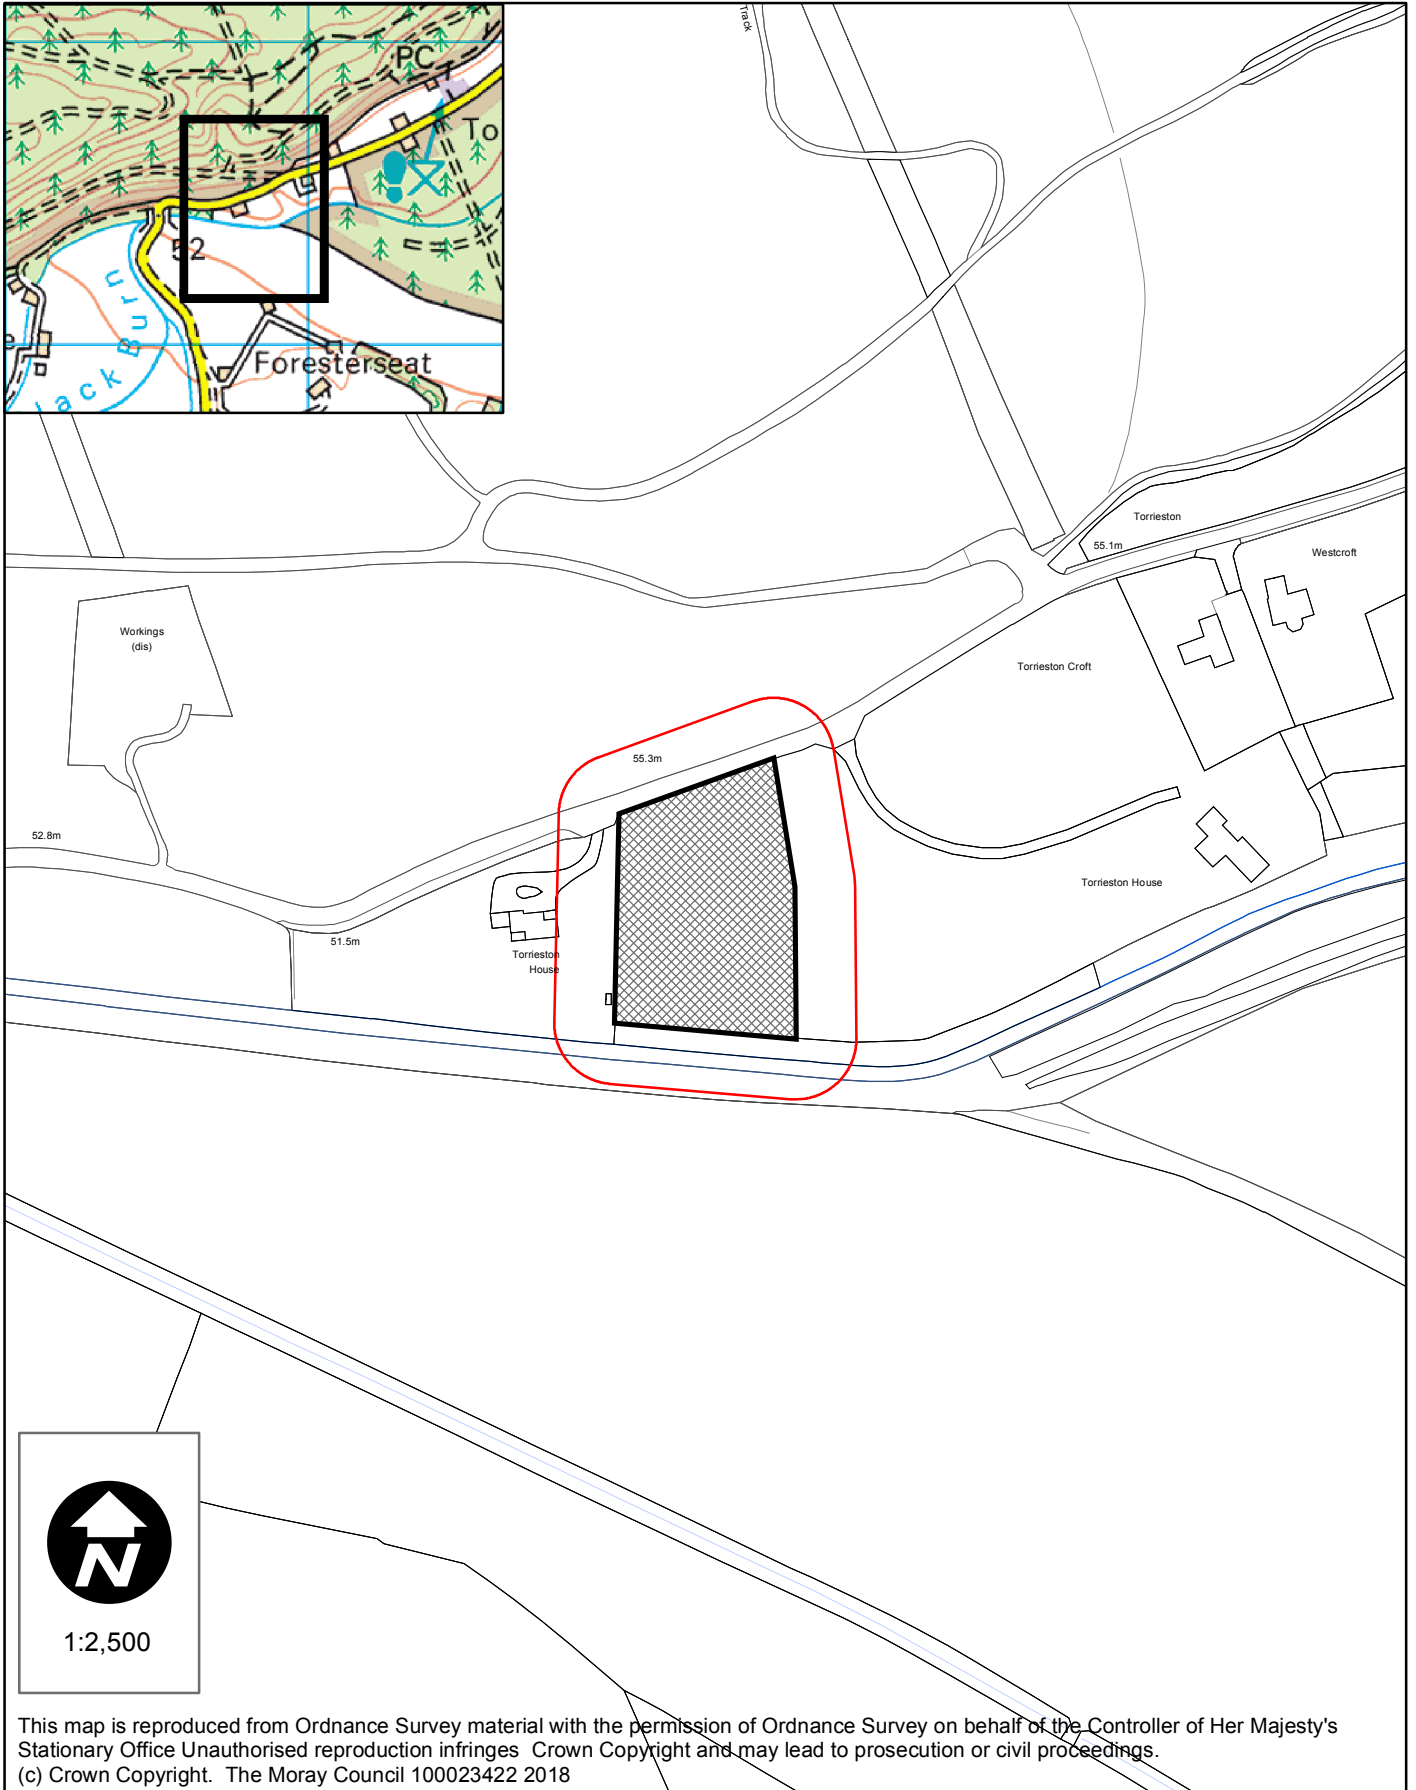 PC
To
52
Burn
lack
Foresterseat
Track
Torrieston
55.1m
Westcroft
Workings
(dis)
Torrieston Croft
55.3m
52.8m
Torrieston House
51.5m
Torrieston
House
N
1:2,500
This map is reproduced from Ordnance Survey material with the permission of Ordnance Survey on behalf of the Controller of Her Majesty's
Stationary Office Unauthorised reproduction infringes Crown Copyright and may lead to prosecution or civil proceedings.
(c) Crown Copyright. The Moray Council 100023422 2018